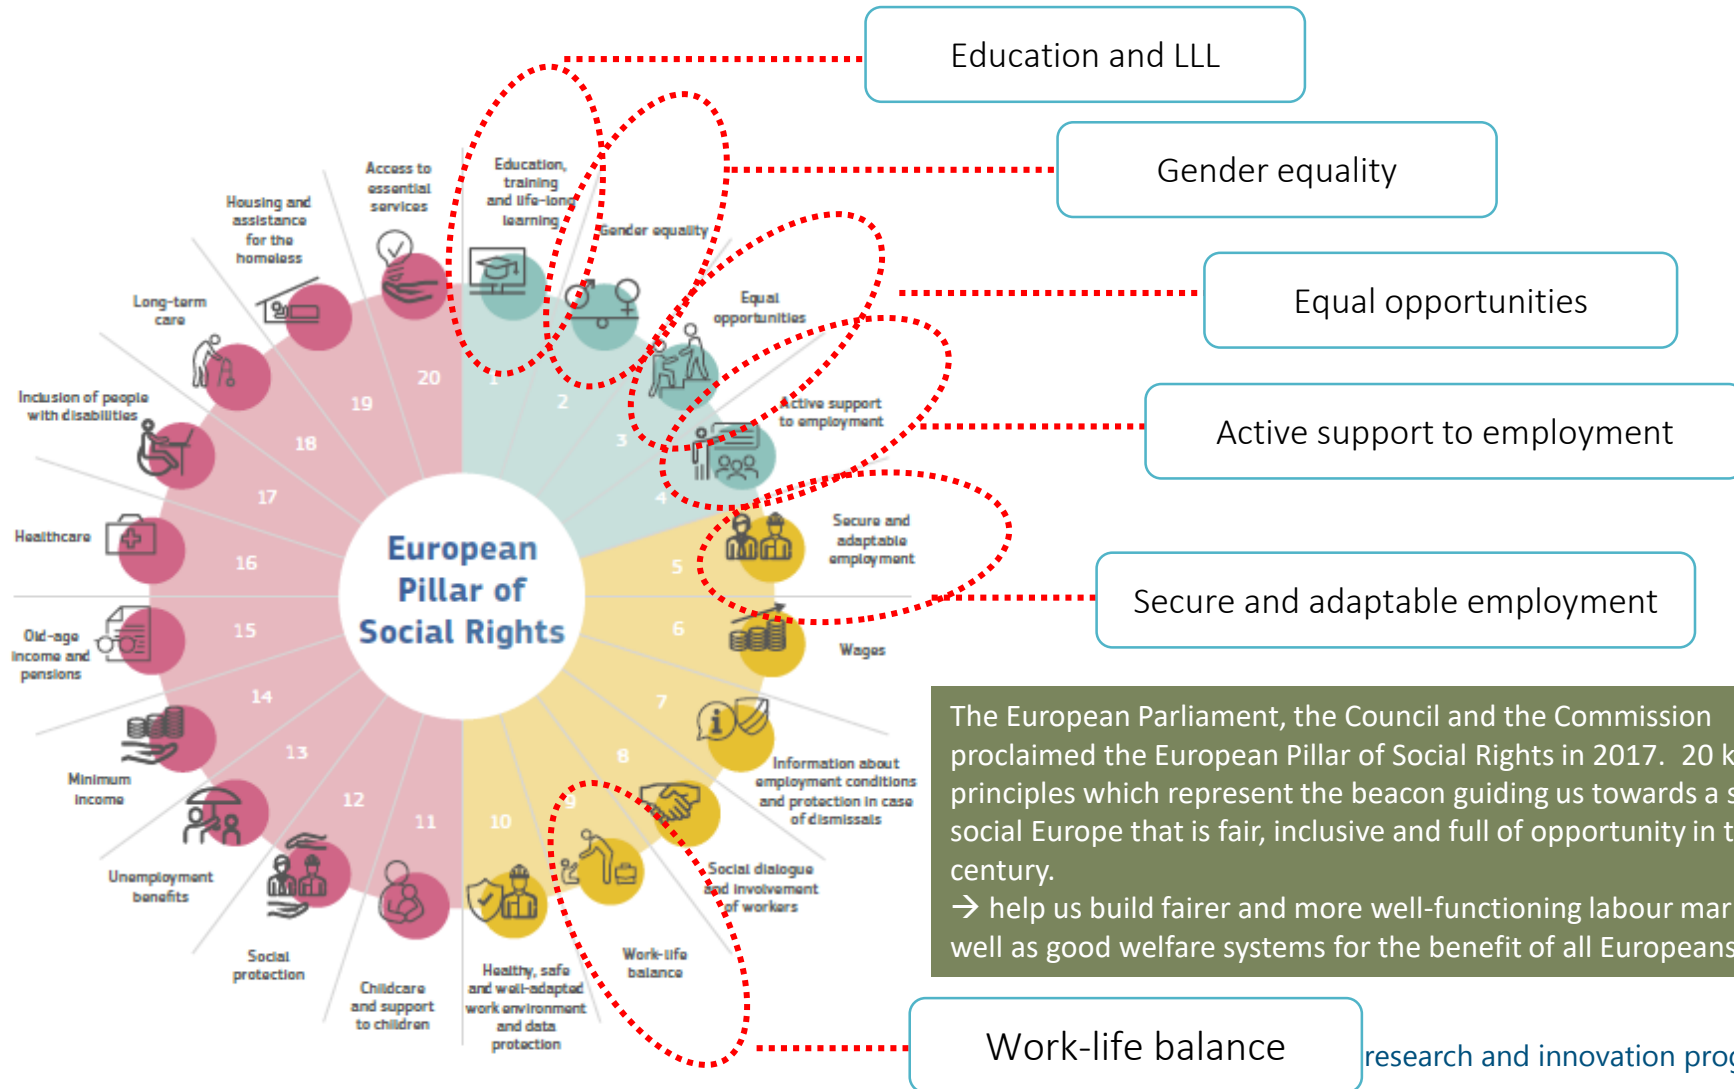 Education and LLL
Gender equality
Equal opportunities
Active support to employment
Secure and adaptable employment
Work-life balance
European
Pillar of
Social Rights
Education,
training
and life-long
learning
1
Gender equality
2
Equal
opportunities
3
Active support
to employment
4
Secure and
adaptable
employment
5
Wages
6
Information about
employment conditions
and protection in case
of dismissals
7
Social dialogue
and involvement
of workers
8
Work-life
balance
9
Healthy, safe
and well-adapted
work environment
and data
protection
10
Childcare
and support
to children
11
Social
protection
12
Unemployment
benefits
13
Minimum
income
14
Old-age
income and
pensions
15
Healthcare
16
Inclusion of people
with disabilities
17
Long-term
care
18
Housing and
assistance
for the
homeless
19
Access to
essential
services
20
The European Parliament, the Council and the Commission
proclaimed the European Pillar of Social Rights in 2017. 20 k
principles which represent the beacon guiding us towards a s
social Europe that is fair, inclusive and full of opportunity in t
century.
→ help us build fairer and more well-functioning labour mar
well as good welfare systems for the benefit of all Europeans
research and innovation prog